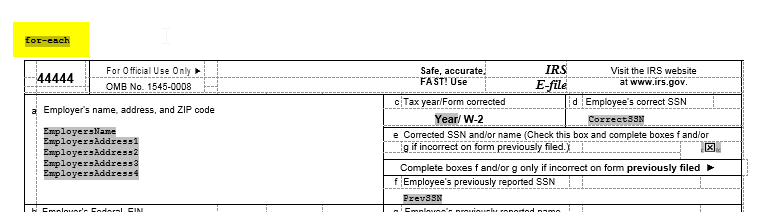 for-each
44444
For Official Use Only ►
OMB No. 1545-0008
Safe, accurate,
FAST! Use
IRS
E-file
Visit the IRS website
at www.irs.gov.
a Employer's name, address, and ZIP code
EmployersName
EmployersAddress1
EmployersAddress2
EmployersAddress3
EmployersAddress4
c Tax year/Form corrected
Year/ W-2
d Employee's correct SSN
CorrectSSN
e Corrected SSN and/or name (Check this box and complete boxes f and/or
g if incorrect on form previously filed.) ☒
Complete boxes f and/or g only if incorrect on form previously filed ►
f Employee's previously reported SSN
PrevSSN
b Employer's Federal EIN
g Employee's previously reported name